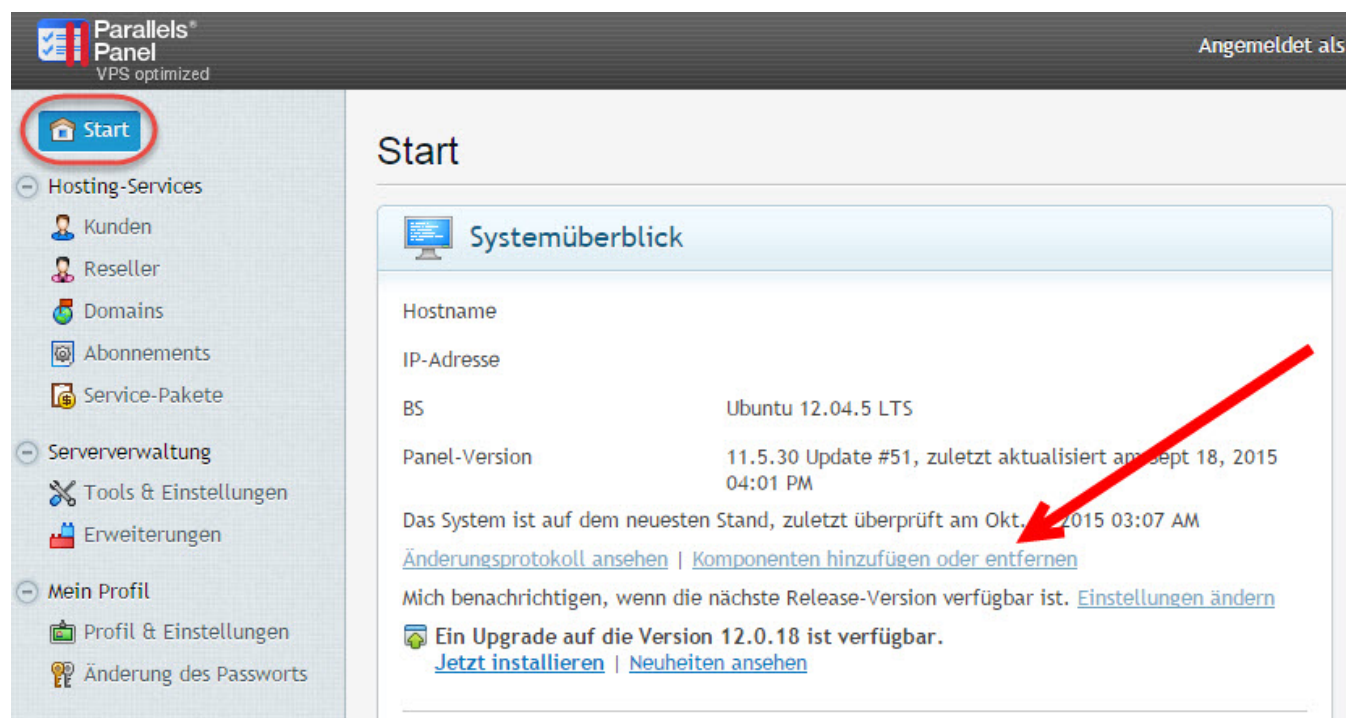 Parallels®
Panel
VPS optimized
Angemeldet als
Start
Hosting-Services
Kunden
Reseller
Domains
Abonnements
Service-Pakete
Serververwaltung
Tools & Einstellungen
Erweiterungen
Mein Profil
Profil & Einstellungen
Änderung des Passworts
Start
Systemüberblick
Hostname
IP-Adresse
BS
Ubuntu 12.04.5 LTS
Panel-Version
11.5.30 Update #51, zuletzt aktualisiert am Sept 18, 2015
04:01 PM
Das System ist auf dem neuesten Stand, zuletzt überprüft am Okt. 2015 03:07 AM
Änderungsprotokoll ansehen | Komponenten hinzufügen oder entfernen
Mich benachrichtigen, wenn die nächste Release-Version verfügbar ist. Einstellungen ändern
Ein Upgrade auf die Version 12.0.18 ist verfügbar.
Jetzt installieren | Neuheiten ansehen